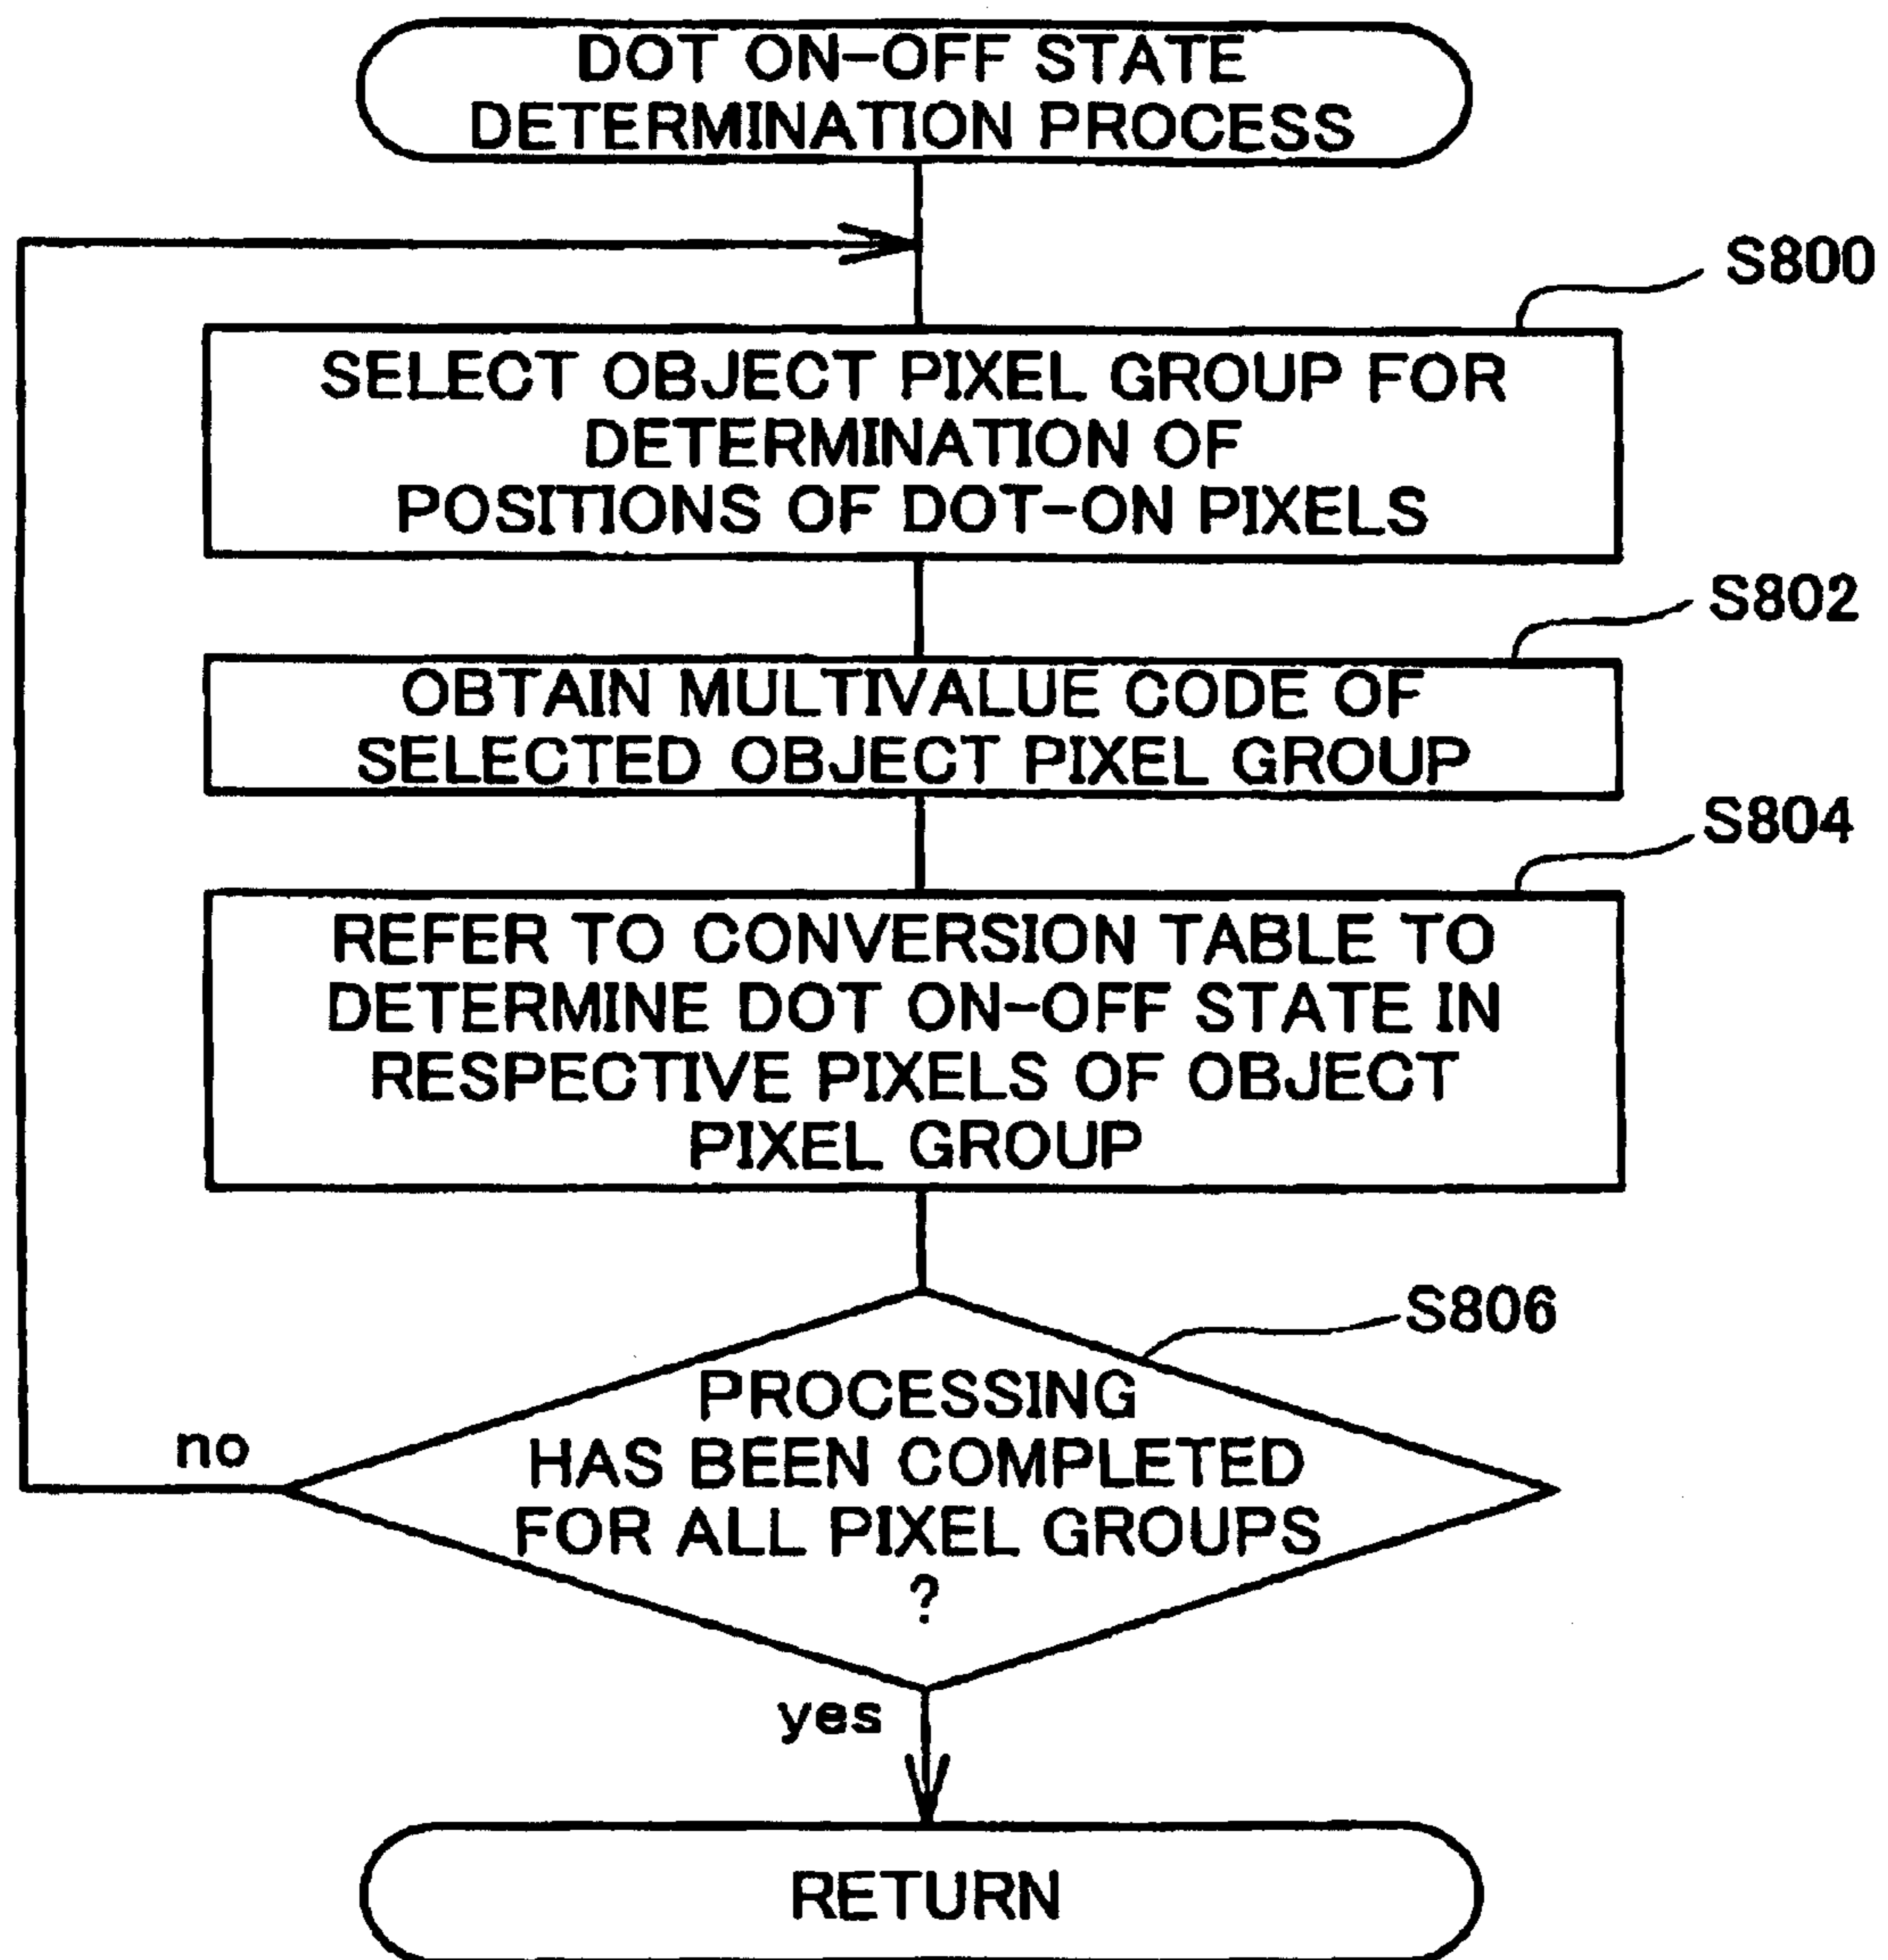 DOT ON-OFF STATE
DETERMINATION PROCESS
S800
SELECT OBJECT PIXEL GROUP FOR
DETERMINATION OF
POSITIONS OF DOT-ON PIXELS
S802
OBTAIN MULTIVALUE CODE OF
SELECTED OBJECT PIXEL GROUP
S804
REFER TO CONVERSION TABLE TO
DETERMINE DOT ON-OFF STATE IN
RESPECTIVE PIXELS OF OBJECT
PIXEL GROUP
S806
PROCESSING
HAS BEEN COMPLETED
FOR ALL PIXEL GROUPS
?
no
yes
RETURN